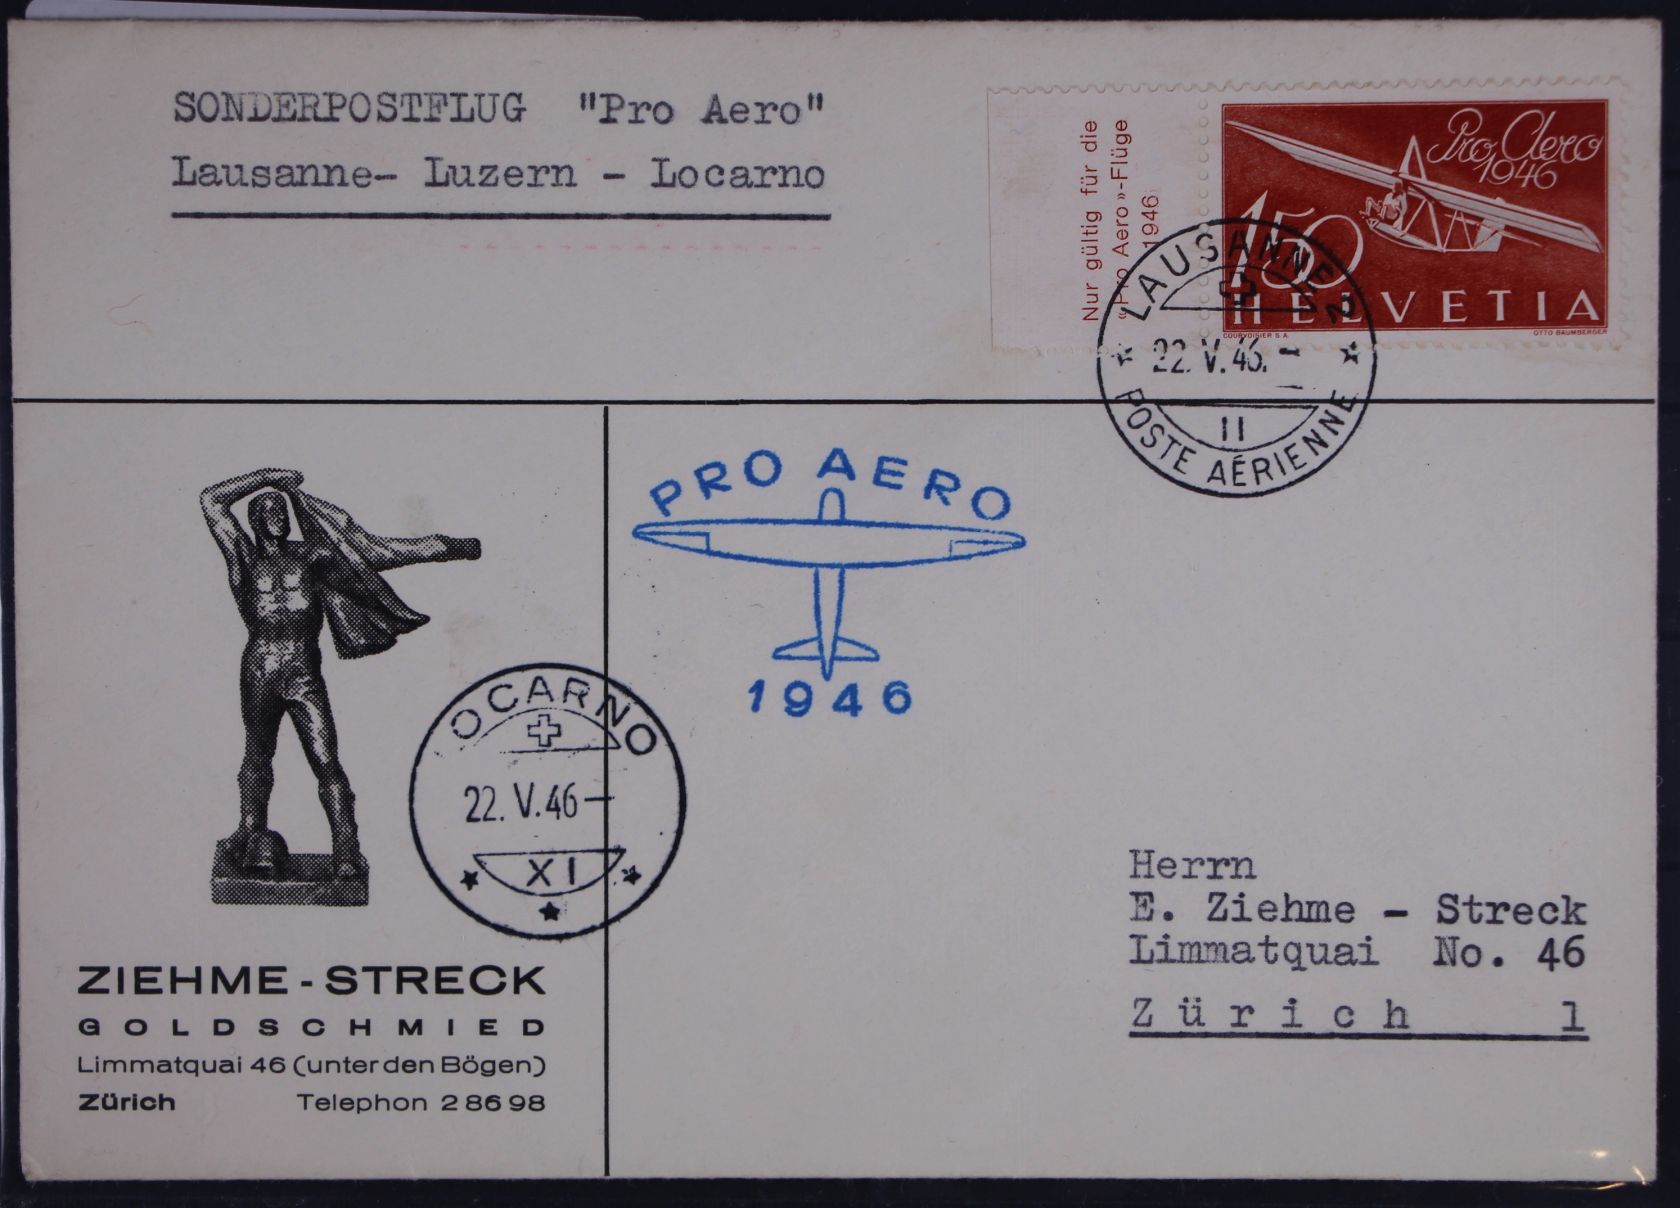 SONDERPOSTFLUG "Pro Aero"
Lausanne- Luzern - Locarno
Nur gültig für die
«Pro Aero»-Flüge
1946
Pro Aero
1946
150
HELVETIA
COURVOISIER S.A.
OTTO BAUMBERGER
LAUSANNE 2
22. V. 46. –
11
POSTE AÉRIENNE
PRO AERO
1946
OCARNO
22. V. 46 –
XI
ZIEHME-STRECK
GOLDSCHMIED
Limmatquai 46 (unter den Bögen)
Zürich Telephon 2 86 98
Herrn
E. Ziehme - Streck
Limmatquai No. 46
Zürich 1